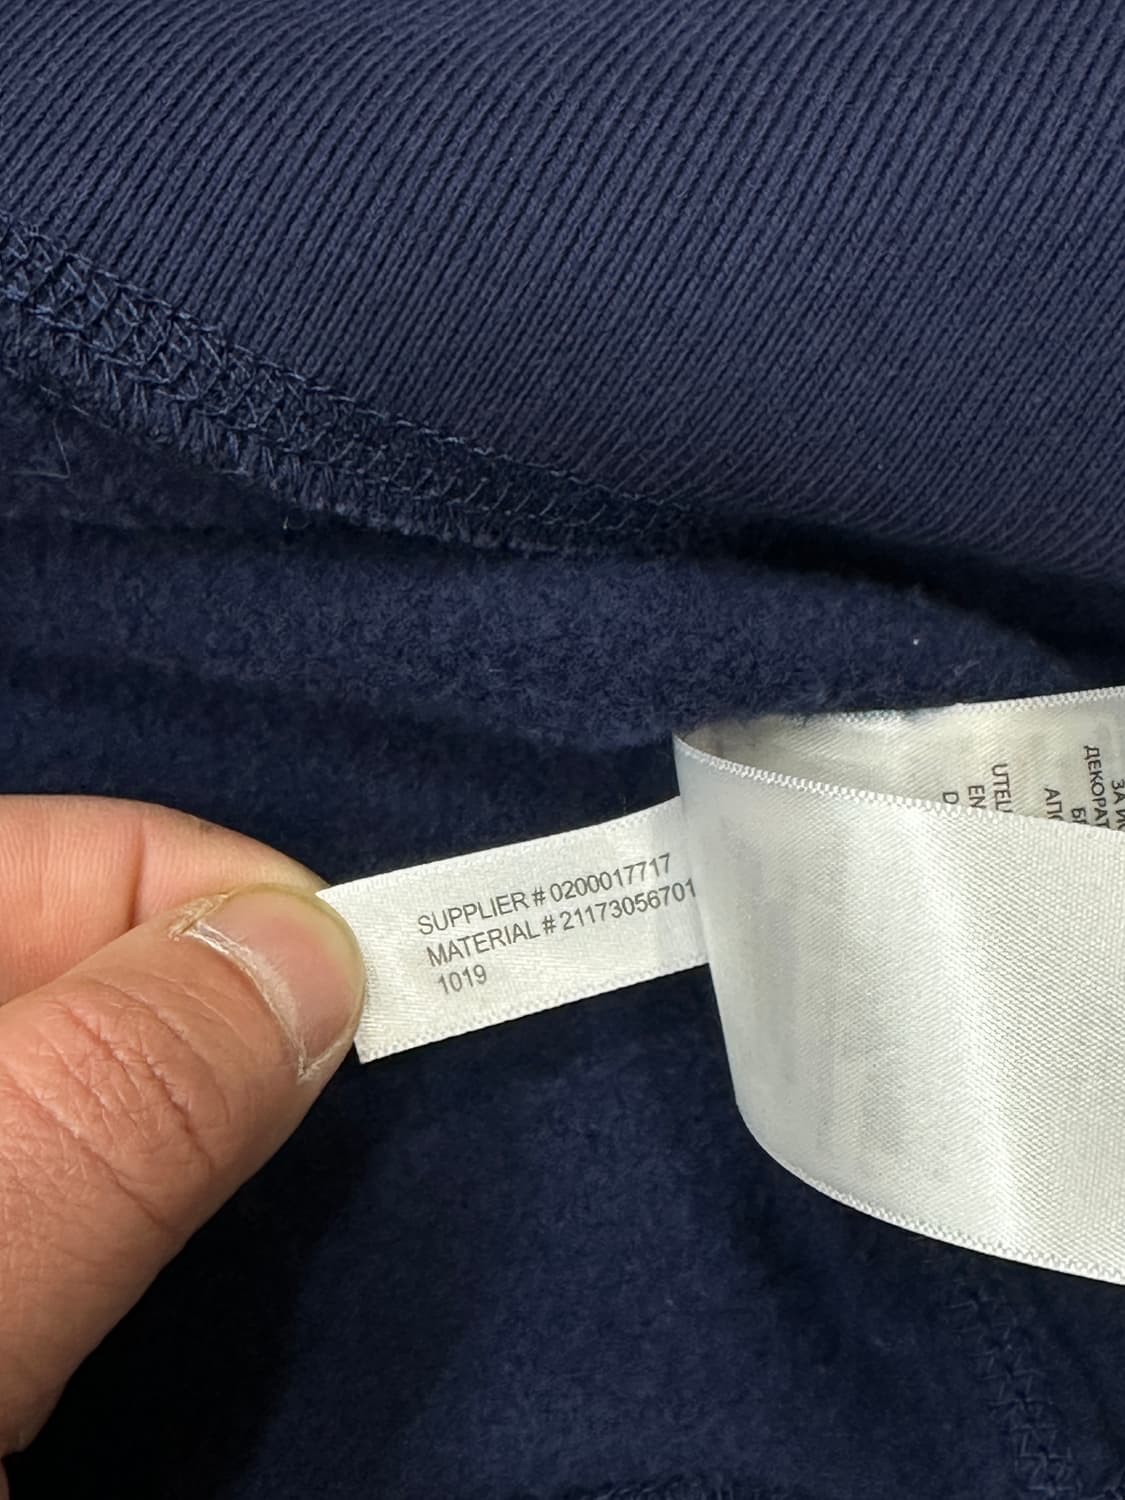 SUPPLIER # 0200017717
MATERIAL # 21173056701
1019